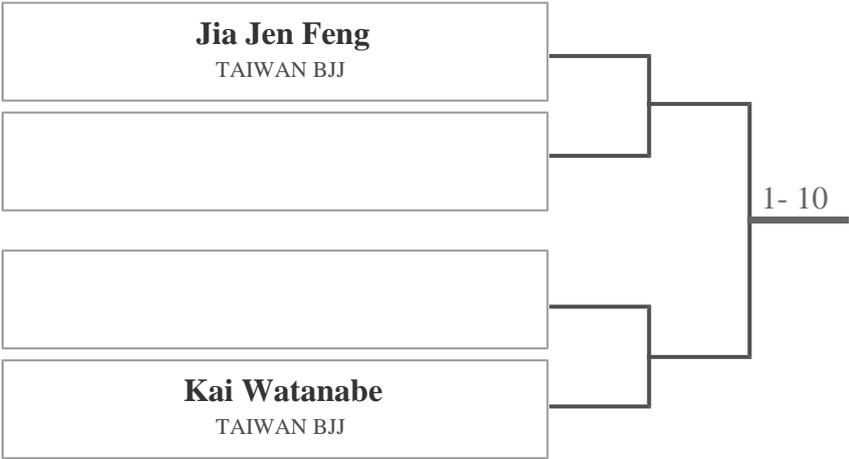 Jia Jen Feng
TAIWAN BJJ
1- 10
Kai Watanabe
TAIWAN BJJ